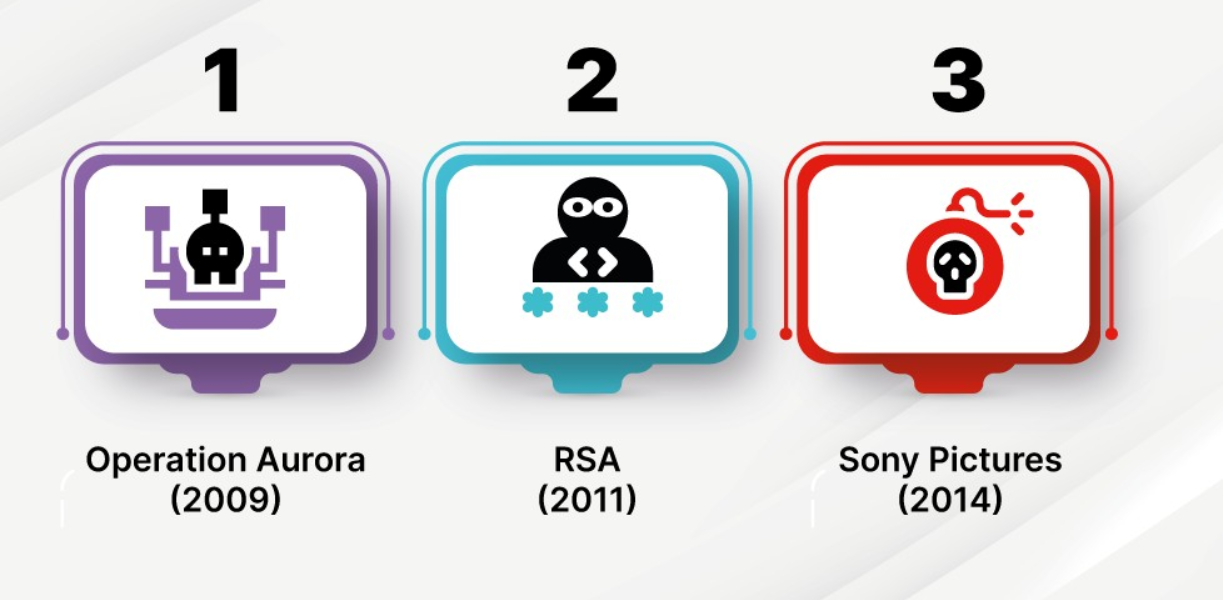 1
2
3
Operation Aurora
(2009)
RSA
(2011)
Sony Pictures
(2014)